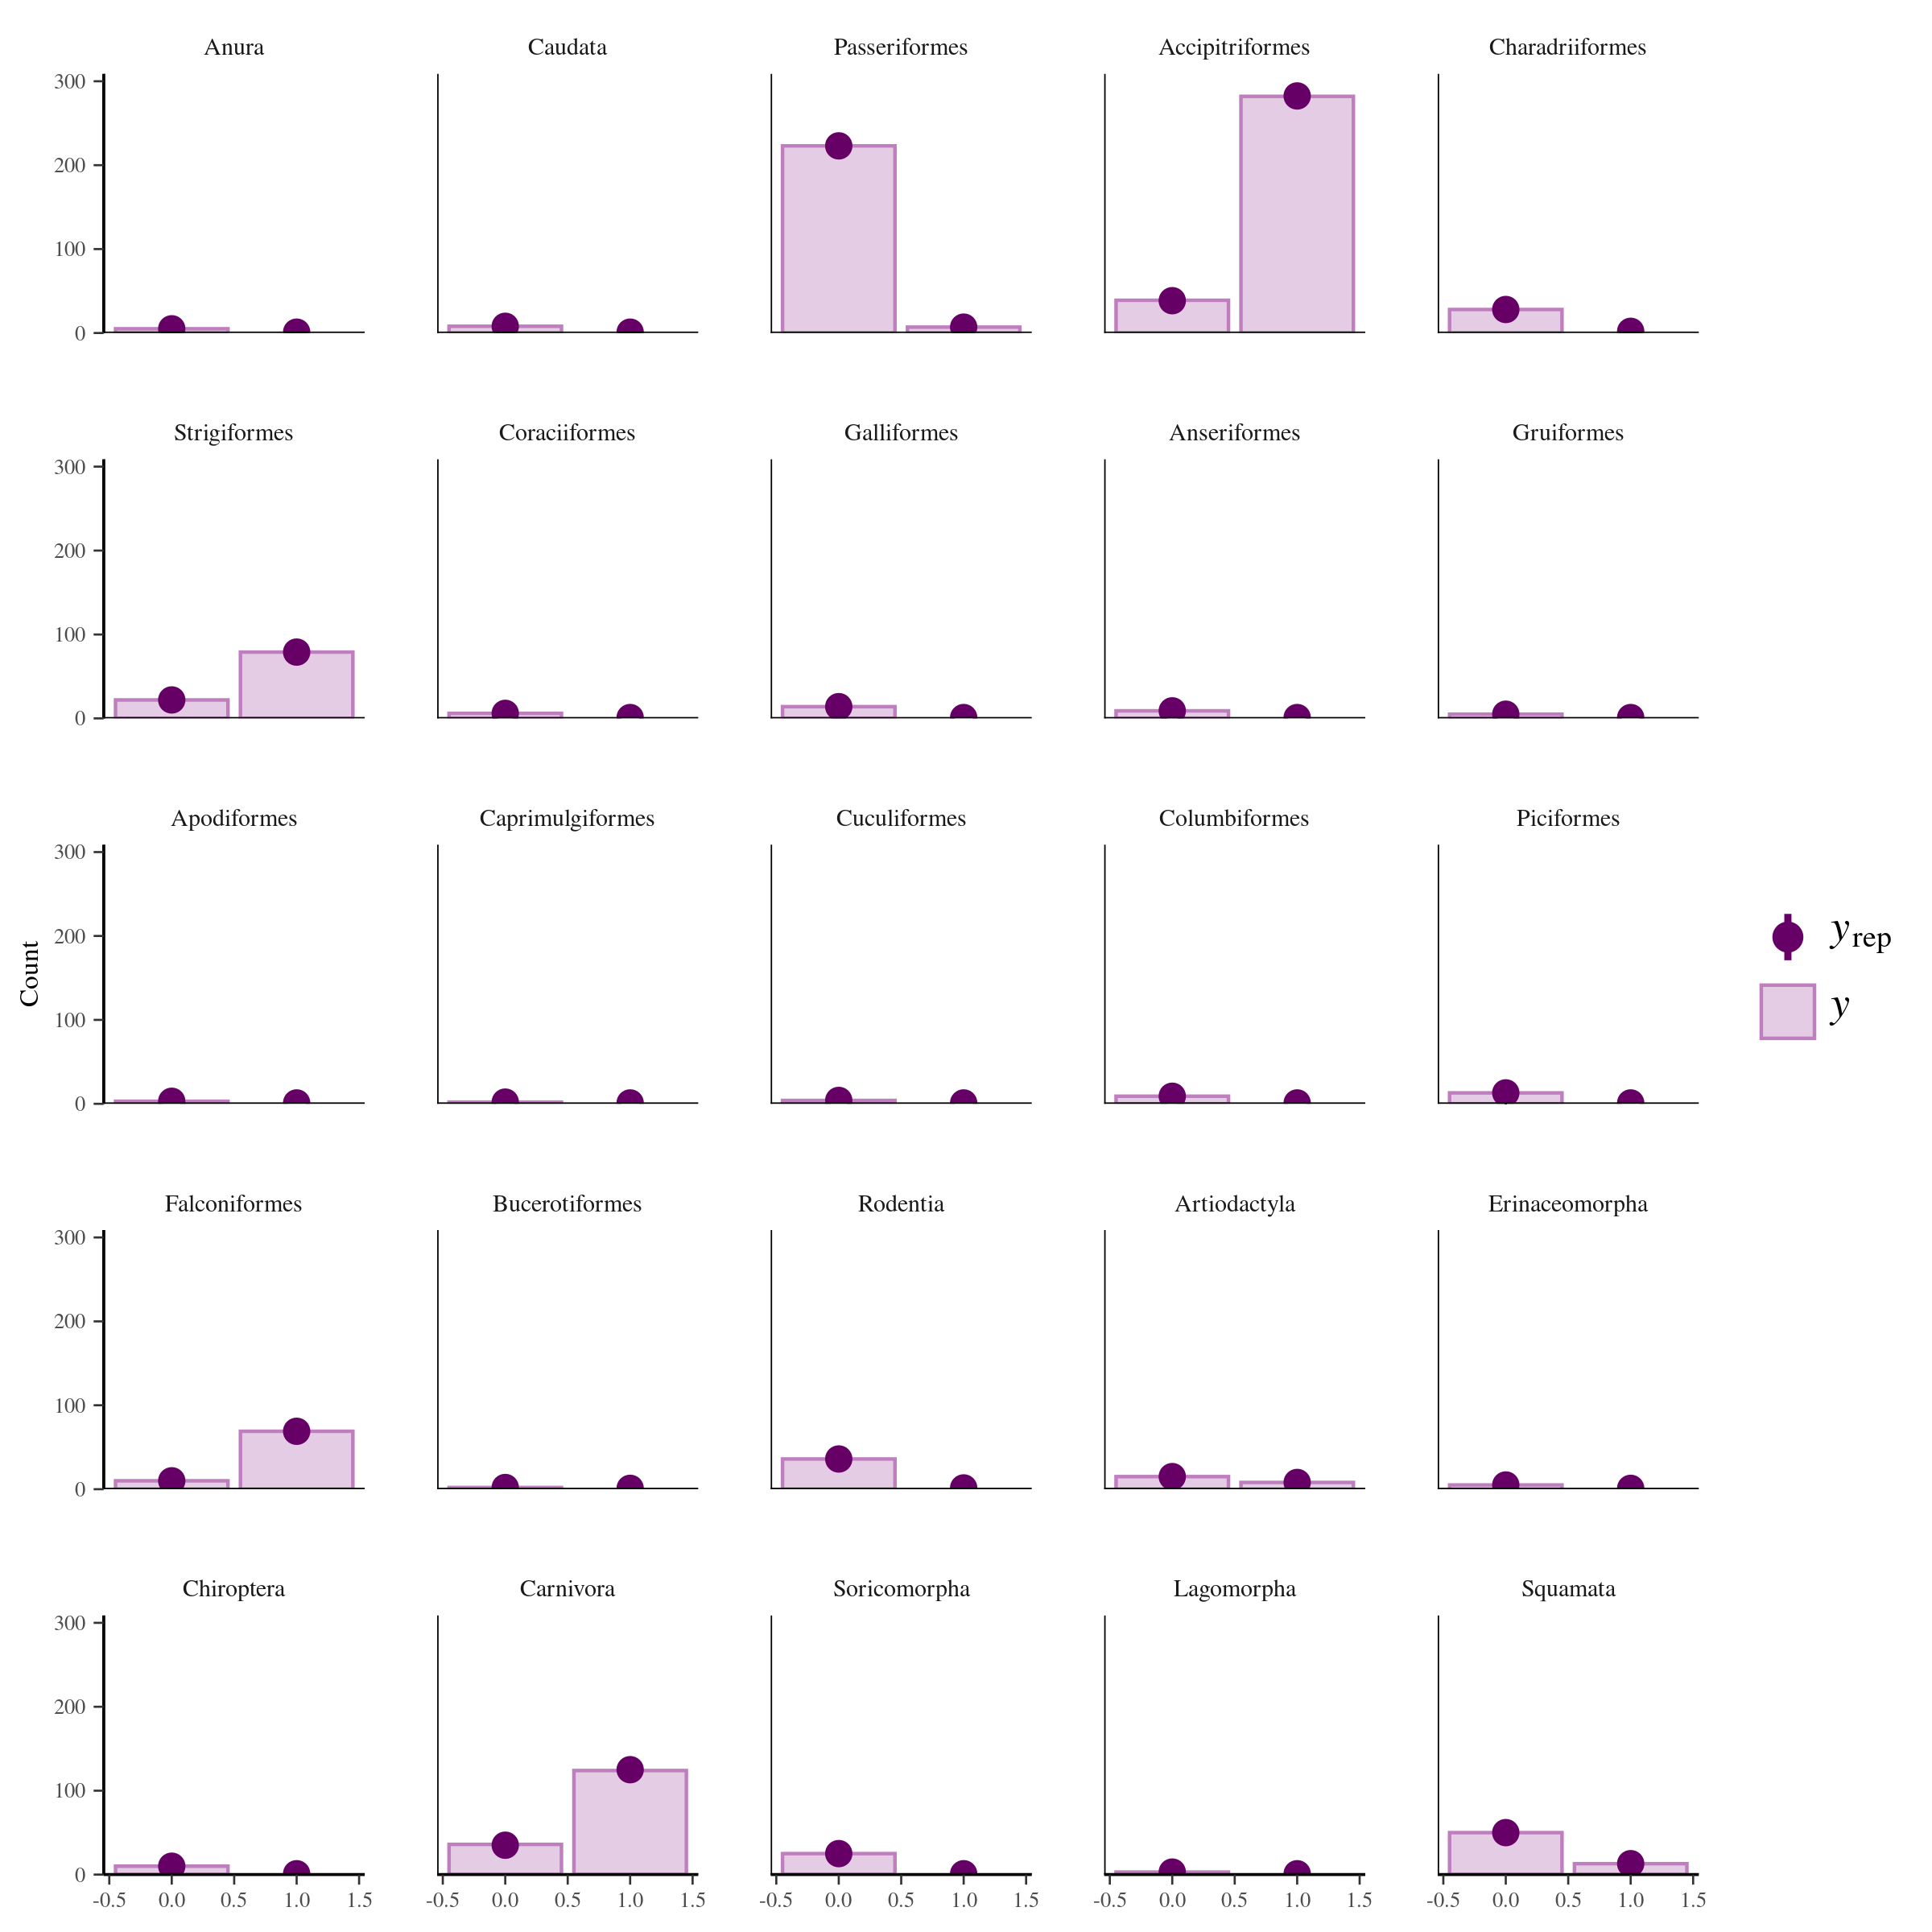 Anura Caudata Passeriformes Accipitriformes Charadriiformes
300
200
100
0
Strigiformes Coraciiformes Galliformes Anseriformes Gruiformes
300
200
100
0
Apodiformes Caprimulgiformes Cuculiformes Columbiformes Piciformes
300
200
100
0
Count
y rep
y
Falconiformes Bucerotiformes Rodentia Artiodactyla Erinaceomorpha
300
200
100
0
Chiroptera Carnivora Soricomorpha Lagomorpha Squamata
300
200
100
0
-0.5 0.0 0.5 1.0 1.5 -0.5 0.0 0.5 1.0 1.5 -0.5 0.0 0.5 1.0 1.5 -0.5 0.0 0.5 1.0 1.5 -0.5 0.0 0.5 1.0 1.5